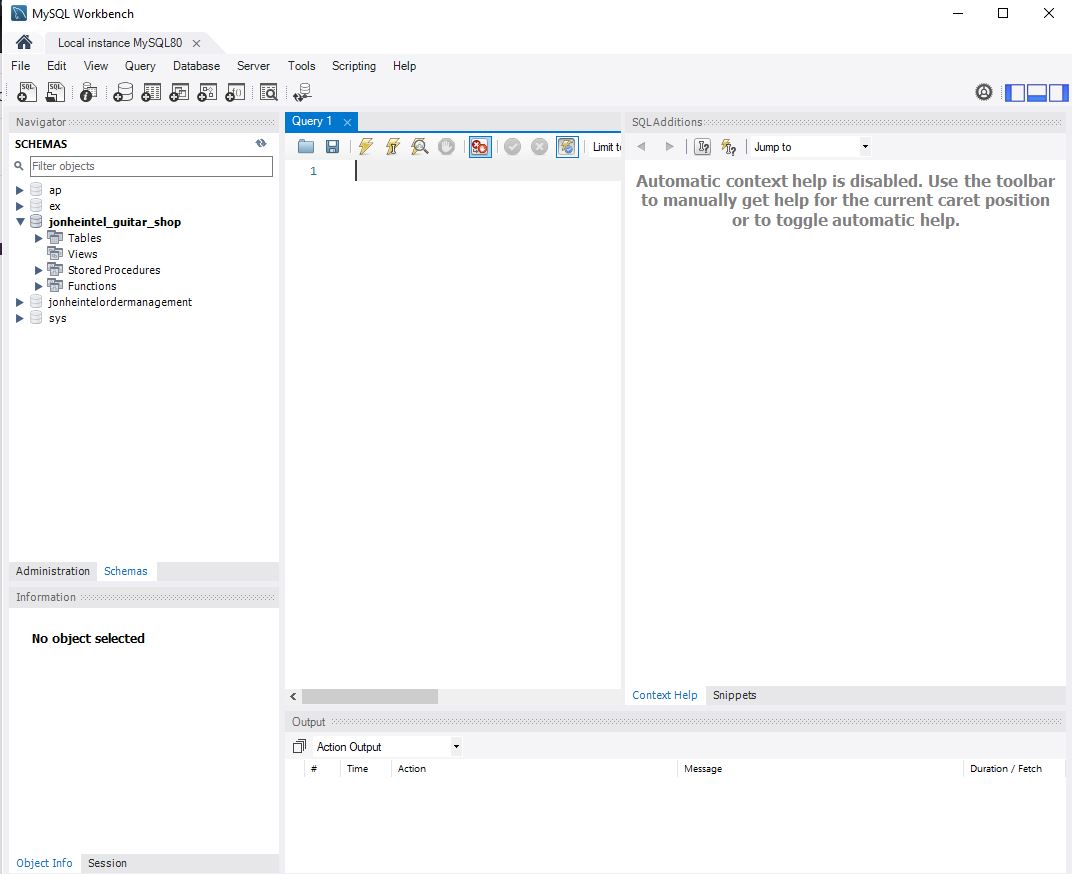 MySQL Workbench
Local instance MySQL80
File Edit View Query Database Server Tools Scripting Help
Navigator
SCHEMAS
Filter objects
ap
ex
jonheintel_guitar_shop
Tables
Views
Stored Procedures
Functions
jonheintelordermanagement
sys
Administration Schemas
Information
No object selected
Object Info Session
Query 1
Limit t
1
SQLAdditions
Jump to
Automatic context help is disabled. Use the toolbar
to manually get help for the current caret position
or to toggle automatic help.
Context Help Snippets
Output
Action Output
# Time Action Message Duration / Fetch